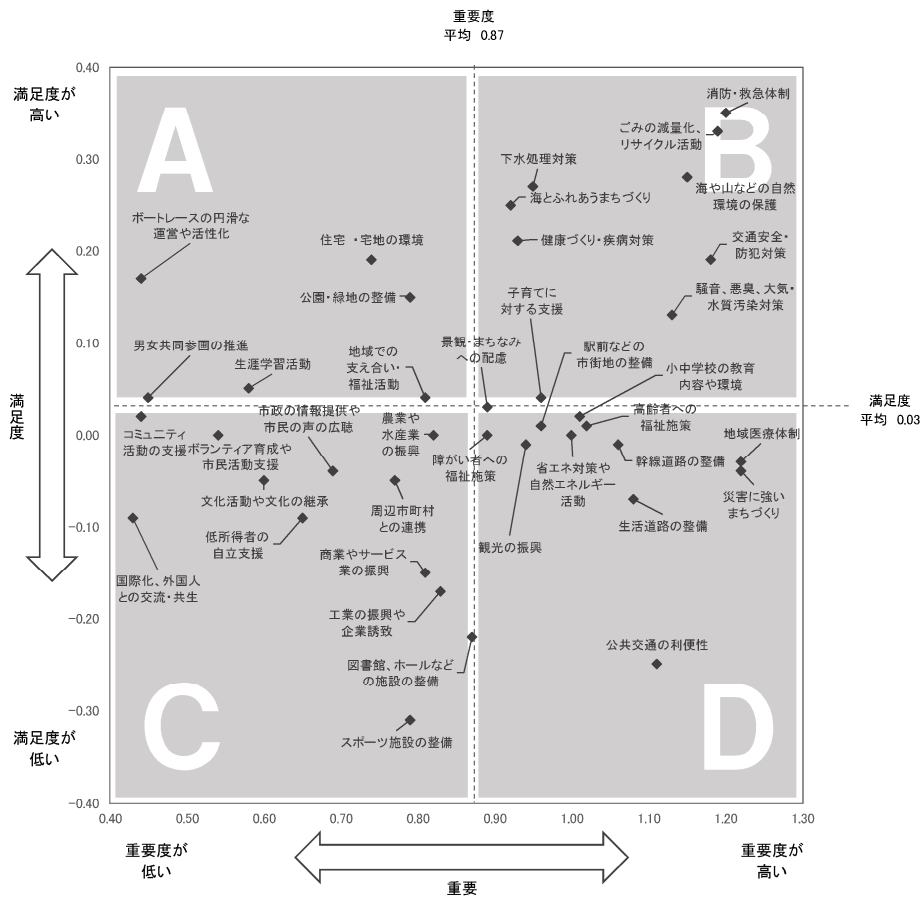 重要度
平均 0.87
0.40
0.30
0.20
0.10
0.00
−0.10
−0.20
−0.30
−0.40
満足度が
高い
満足度
満足度が
低い
A
B
C
D
消防・救急体制
ごみの減量化、
リサイクル活動
下水処理対策
海とふれあうまちづくり
海や山などの自然
環境の保護
ボートレースの円滑な
運営や活性化
住宅 ・宅地の環境
健康づくり・疾病対策
交通安全・
防犯対策
公園・緑地の整備
子育てに
対する支援
騒音、悪臭、大気・
水質汚染対策
男女共同参画の推進
生涯学習活動
地域での
支え合い・
福祉活動
景観・まちなみ
への配慮
駅前などの
市街地の整備
小中学校の教育
内容や環境
高齢者への
福祉施策
満足度
平均 0.03
コミュニティ
活動の支援
ボランティア育成や
市民活動支援
市政の情報提供や
市民の声の広聴
農業や
水産業
の振興
障がい者への
福祉施策
地域医療体制
幹線道路の整備
文化活動や文化の継承
省エネ対策や
自然エネルギー
活動
災害に強い
まちづくり
低所得者の
自立支援
周辺市町村
との連携
生活道路の整備
観光の振興
商業やサービス
業の振興
国際化、外国人
との交流・共生
工業の振興や
企業誘致
公共交通の利便性
図書館、ホールなど
の施設の整備
スポーツ施設の整備
0.40
0.50
0.60
0.70
0.80
0.90
1.00
1.10
1.20
1.30
重要度が
低い
重要
重要度が
高い